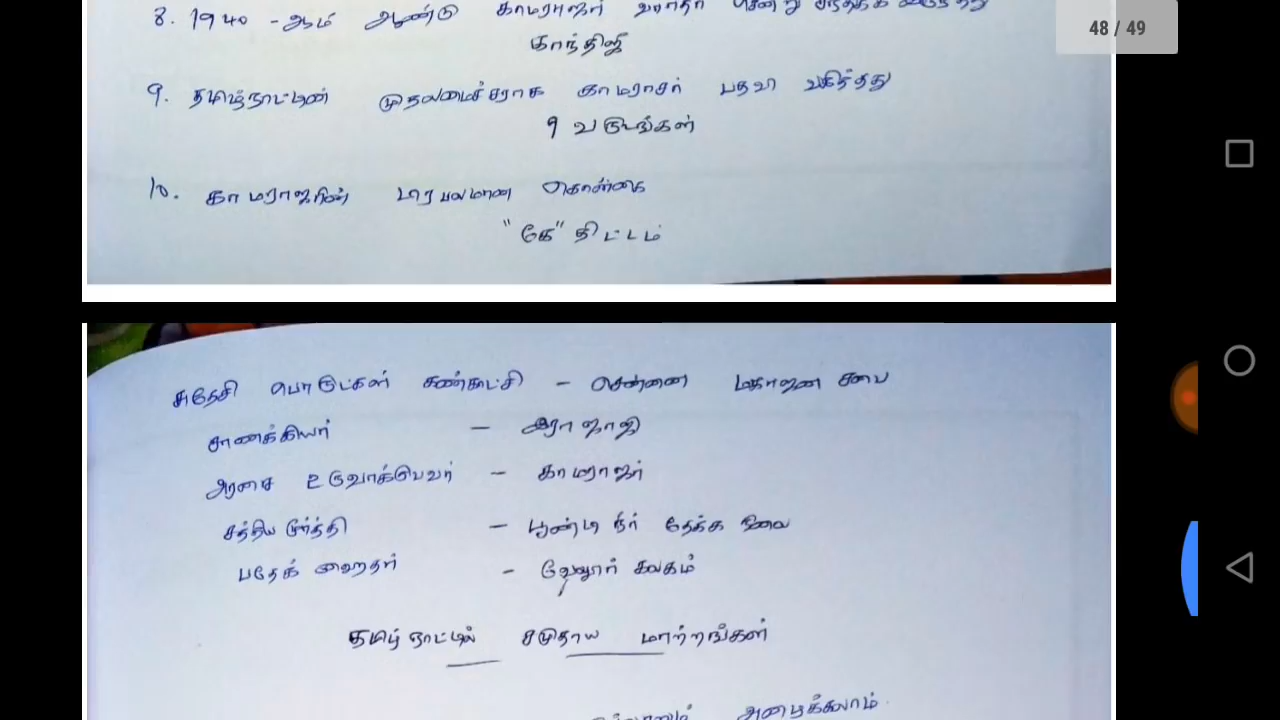 8. 1940 -ஆம் ஆண்டு காமராஜர் வார்தா சென்று சந்தித்த
48 / 49
காந்திஜி
9. தமிழ்நாட்டின் முதலமைச்சராக காமராசர் பதவி வகித்தது
9 வருடங்கள்
10. காமராஜரின் பிரபலமான கொள்கை
"கே" திட்டம்
சுதேசி பொருட்கள் கண்காட்சி - சென்னை மகாஜன சபை
சாணக்கியர் - இராஜாஜி
அரசை உருவாக்குபவர் - காமராஜர்
சத்திய மூர்த்தி - பூண்டி நீர் தேக்க நிலை
பதேக் ஹைதர் - வேலூர் கலகம்
தமிழ் நாட்டில் சமுதாய மாற்றங்கள்
அழைக்கலாம்.